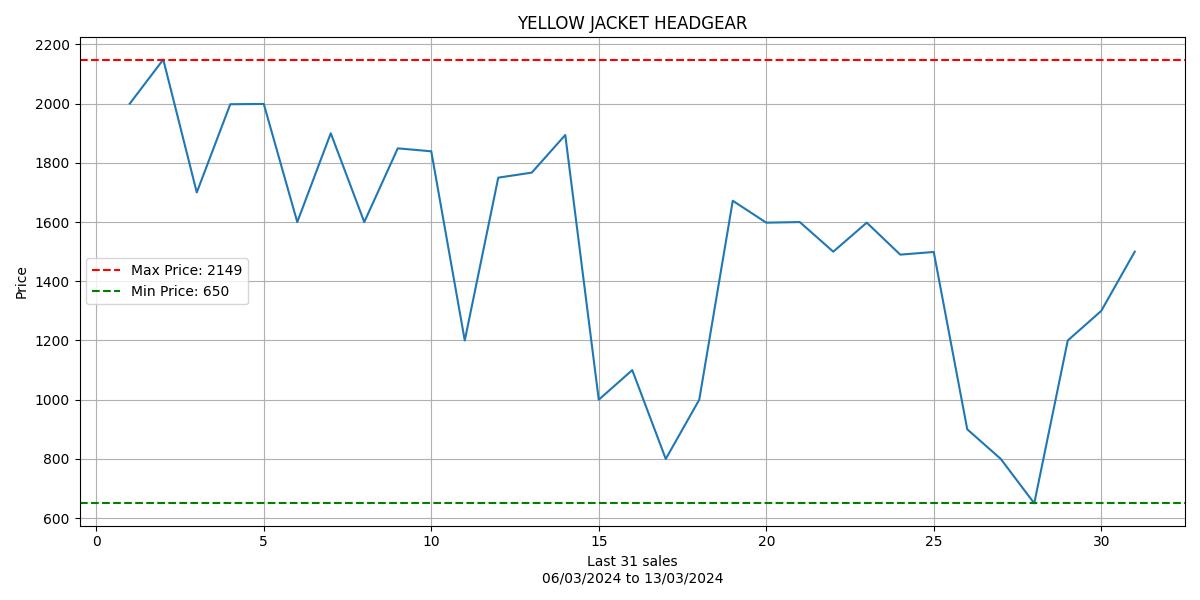 YELLOW JACKET HEADGEAR
2200
2000
1800
1600
1400
1200
1000
800
600
Price
Max Price: 2149
Min Price: 650
0 5 10 15 20 25 30
Last 31 sales
06/03/2024 to 13/03/2024